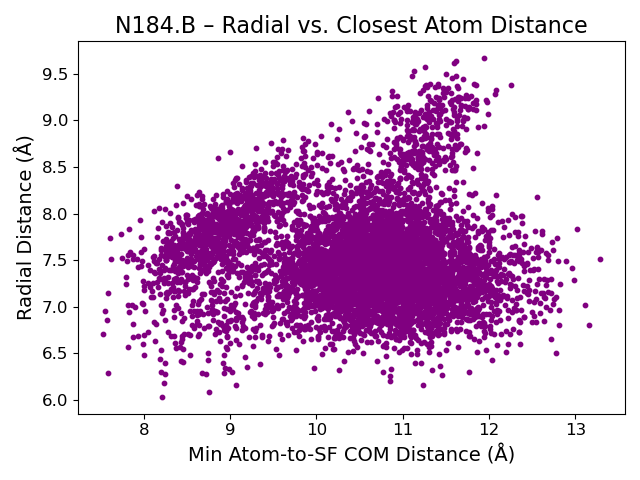 N184.B – Radial vs. Closest Atom Distance
Radial Distance (Å)
9.5
9.0
8.5
8.0
7.5
7.0
6.5
6.0
8 9 10 11 12 13
Min Atom-to-SF COM Distance (Å)